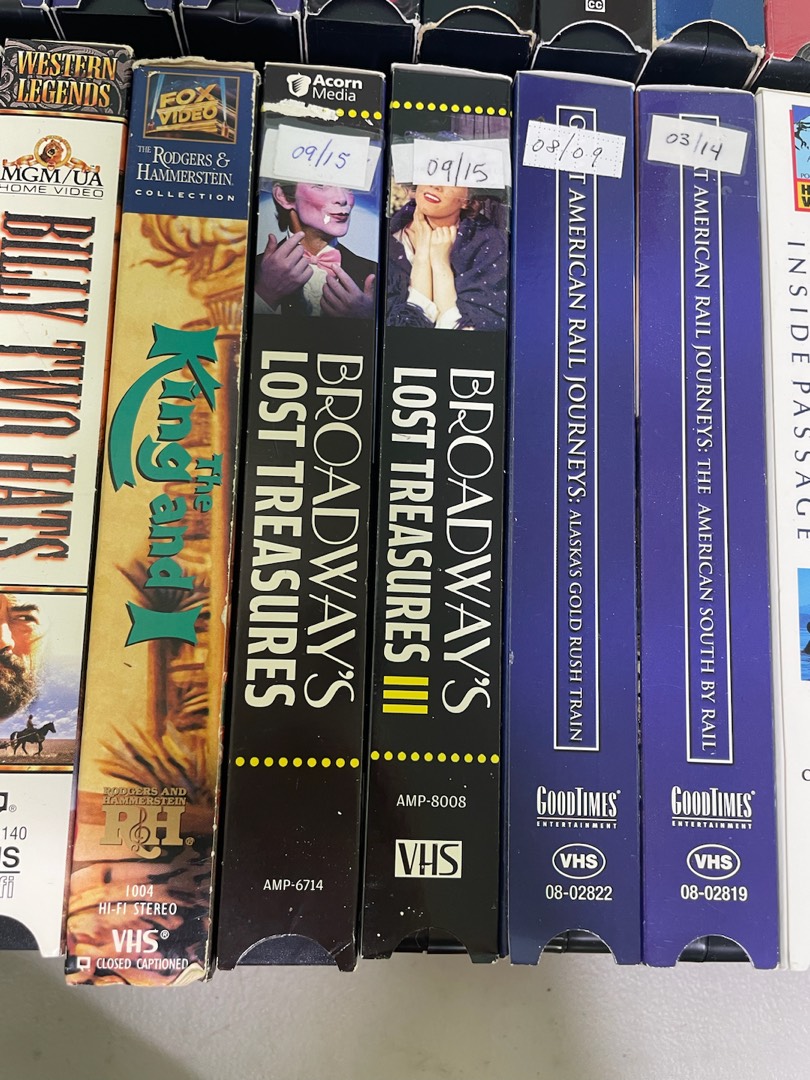 CC
WESTERN
LEGENDS
MGM/UA
HOME VIDEO
BILLY TWO HATS
140
FOX
VIDEO
THE RODGERS &
HAMMERSTEIN
COLLECTION
The
King and I
RODGERS AND
HAMMERSTEIN
R&H®
1004
HI-FI STEREO
VHS®
CLOSED CAPTIONED
Acorn
Media
09/15
BROADWAY'S
LOST TREASURES
AMP-6714
09/15
BROADWAY'S
LOST TREASURES III
AMP-8008
VHS
08/09
AMERICAN RAIL JOURNEYS: ALASKA'S GOLD RUSH TRAIN
GOODTIMES®
ENTERTAINMENT
VHS
08-02822
03/14
AMERICAN RAIL JOURNEYS: THE AMERICAN SOUTH BY RAIL
GOODTIMES®
ENTERTAINMENT
VHS
08-02819
INSIDE PASSAGE